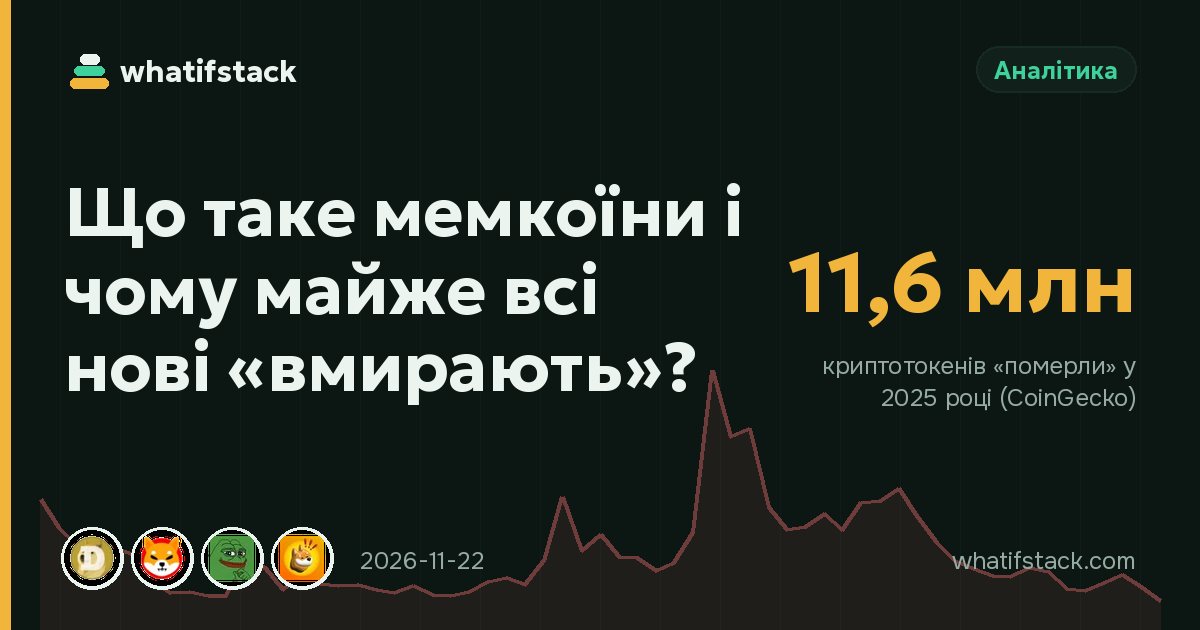 whatifstack
Аналітика
Що таке мемкоїни і
чому майже всі
нові «вмирають»?
11,6 млн
криптотокенів «померли» у
2025 році (CoinGecko)
2026-11-22
whatifstack.com